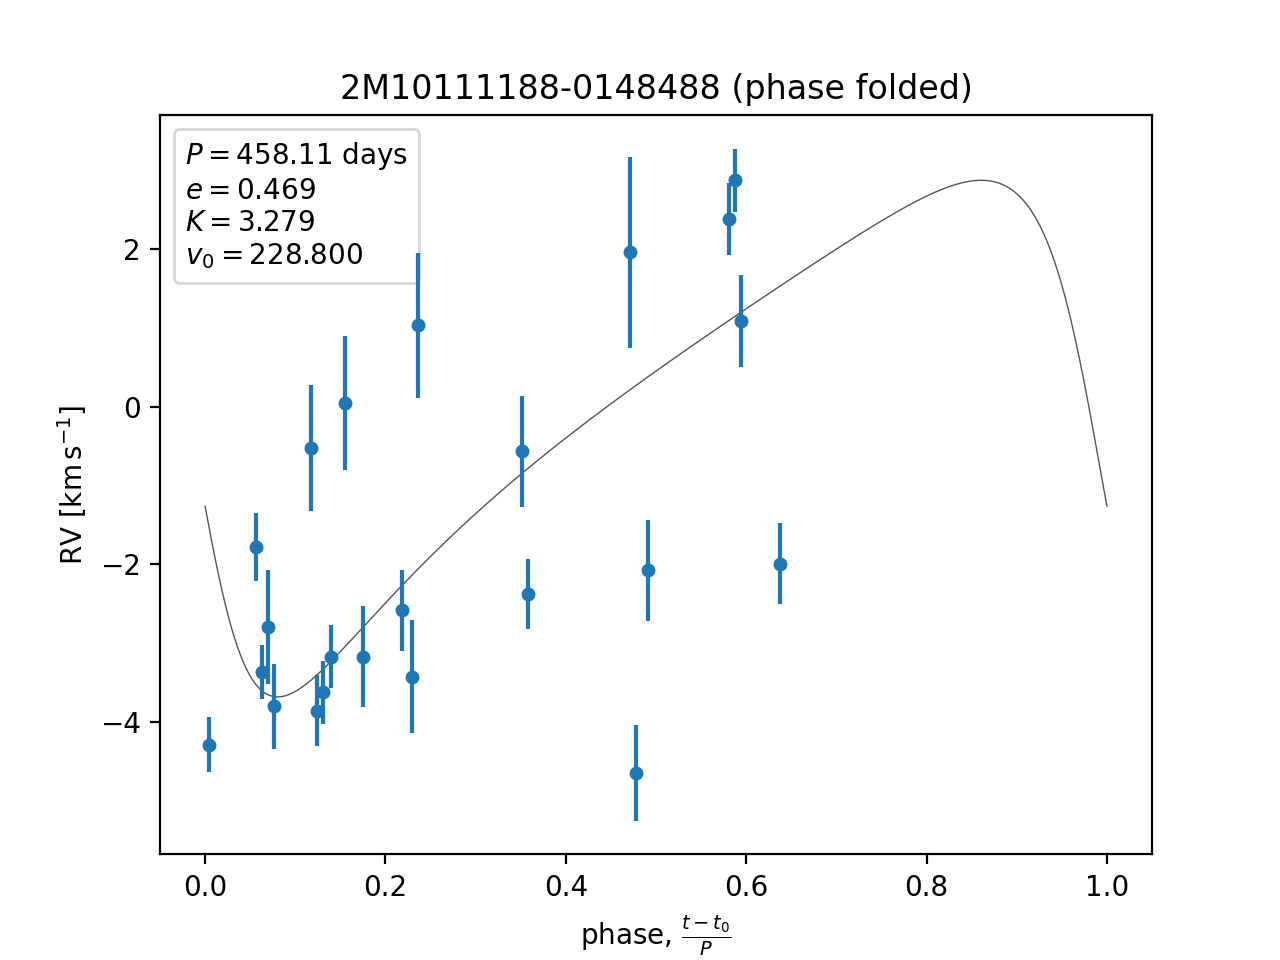 2M10111188-0148488 (phase folded)
P = 458.11 days
e = 0.469
K = 3.279
v₀ = 228.800
2
0
−2
−4
RV [km s⁻¹]
0.0 0.2 0.4 0.6 0.8 1.0
phase, (t − t₀)/P